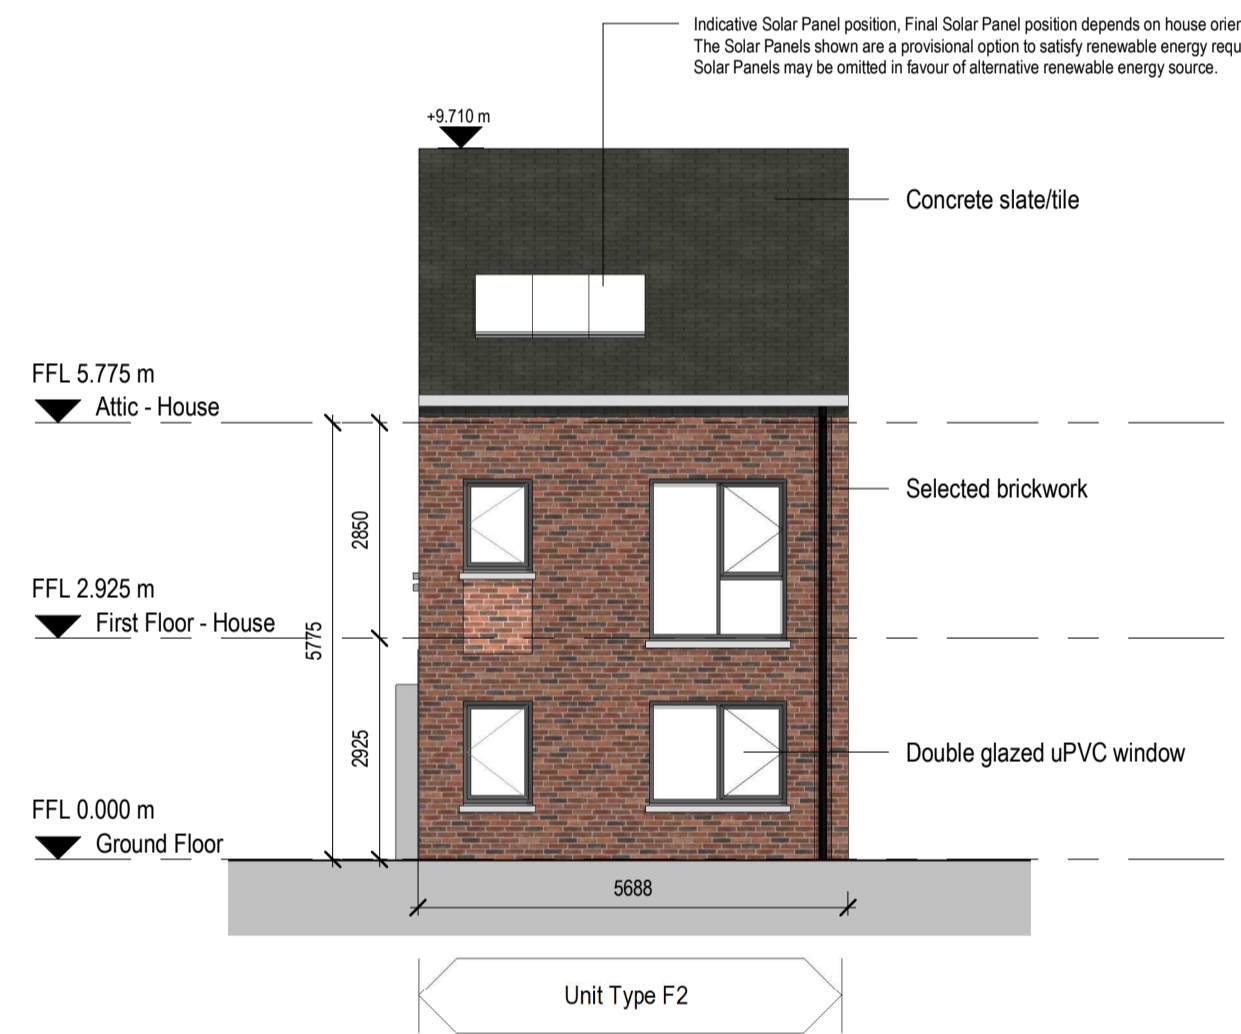 Indicative Solar Panel position, Final Solar Panel position depends on house
The Solar Panels shown are a provisional option to satisfy renewable energy
Solar Panels may be omitted in favour of alternative renewable energy source.
+9.710 m
Concrete slate/tile
FFL 5.775 m
Attic - House
Selected brickwork
2850
FFL 2.925 m
First Floor - House
5775
2925
Double glazed uPVC window
FFL 0.000 m
Ground Floor
5688
Unit Type F2